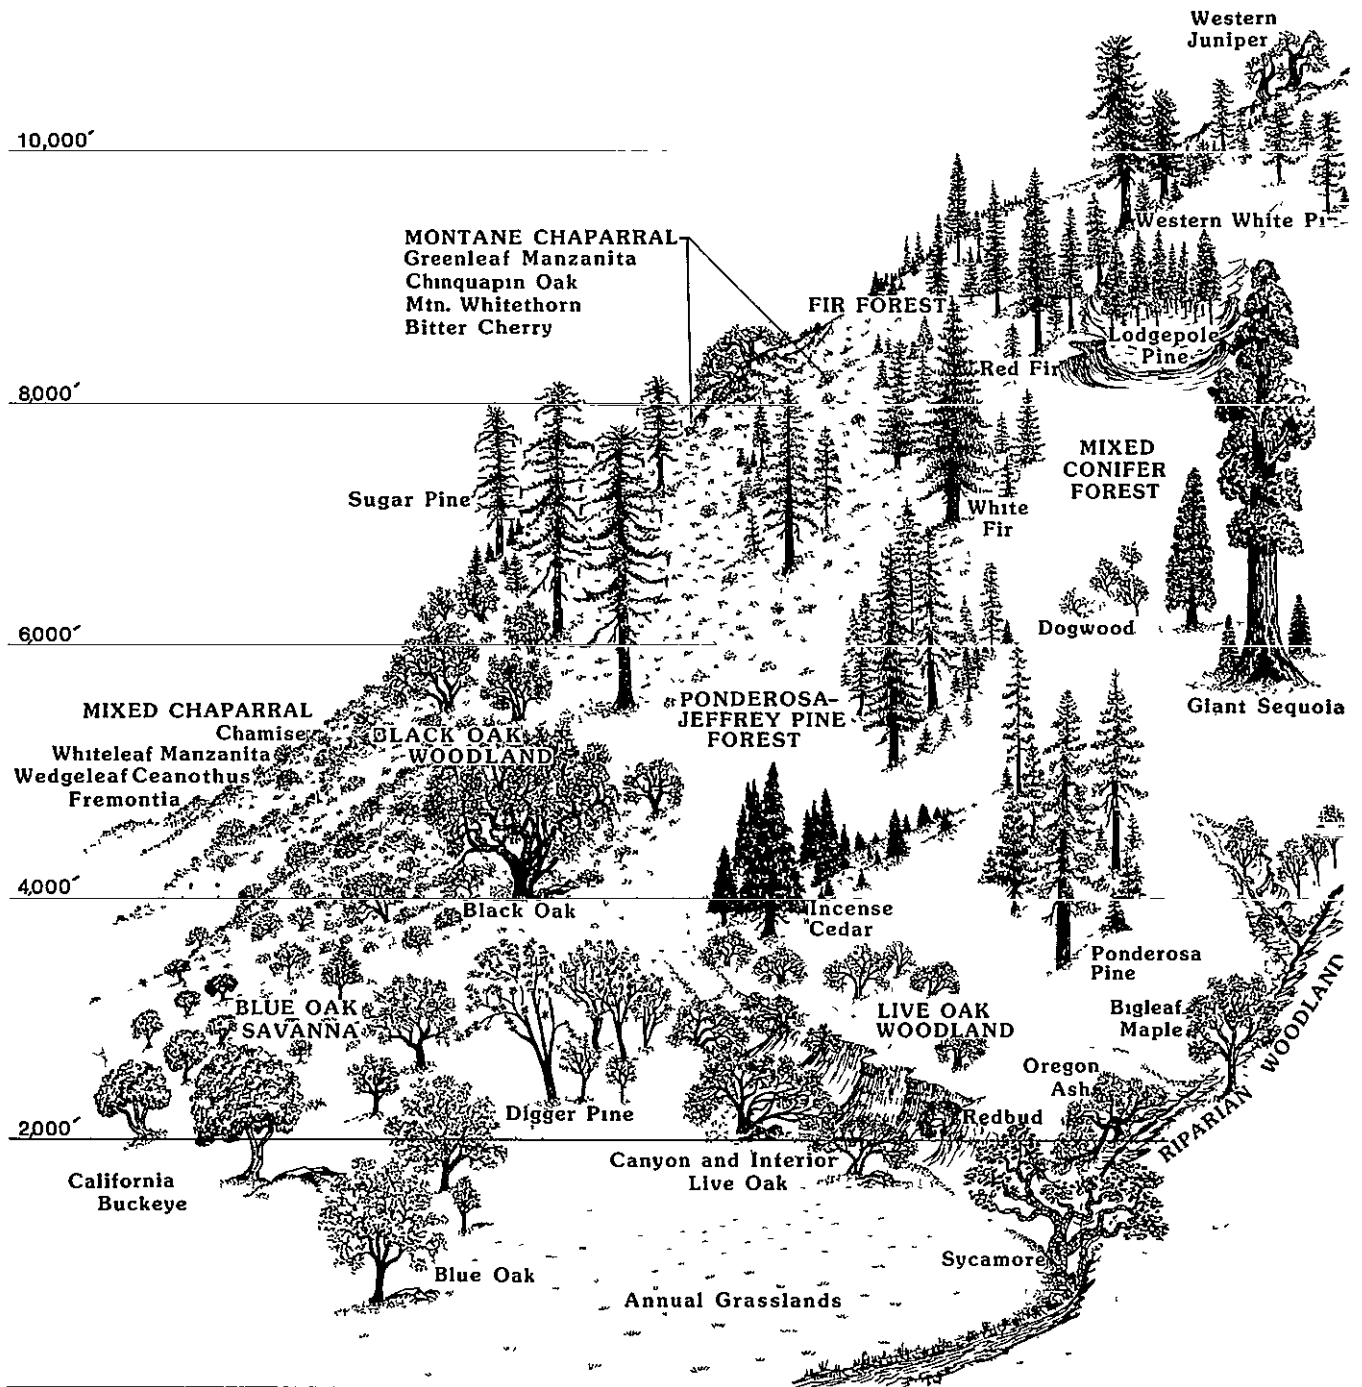 Western
Juniper
10,000′
Western White Pin
MONTANE CHAPARRAL
Greenleaf Manzanita
Chinquapin Oak
Mtn. Whitethorn
Bitter Cherry
FIR FOREST
Lodgepole
Pine
Red Fir
8,000′
MIXED
CONIFER
FOREST
Sugar Pine
White
Fir
Dogwood
6,000′
Giant Sequoia
PONDEROSA-
JEFFREY PINE
FOREST
MIXED CHAPARRAL
Chamise
Whiteleaf Manzanita
Wedgeleaf Ceanothus
Fremontia
BLACK OAK
WOODLAND
4,000′
Black Oak
Incense
Cedar
Ponderosa
Pine
BLUE OAK
SAVANNA
LIVE OAK
WOODLAND
Bigleaf
Maple
RIPARIAN WOODLAND
Oregon
Ash
Digger Pine
Redbud
2,000′
Canyon and Interior
Live Oak
California
Buckeye
Sycamore
Blue Oak
Annual Grasslands